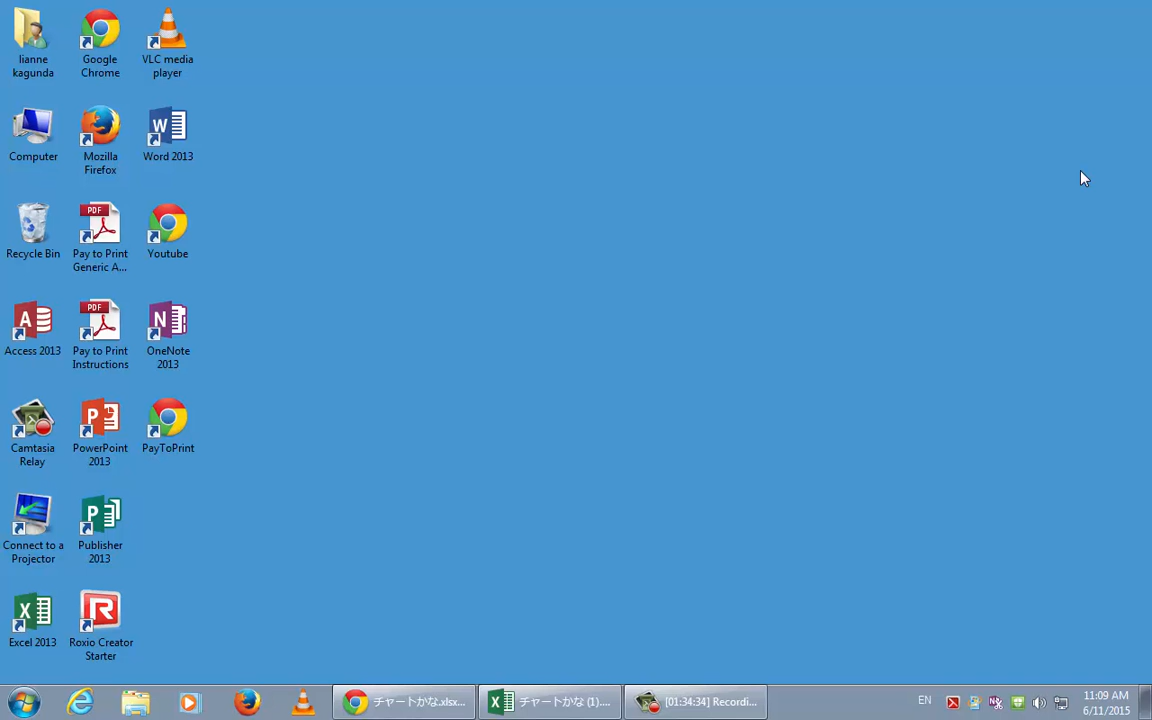 lianne
kagunda
Google
Chrome
VLC media
player
Computer
Mozilla
Firefox
Word 2013
Recycle Bin
PDF
Pay to Print
Generic A...
Youtube
Access 2013
PDF
Pay to Print
Instructions
OneNote
2013
Camtasia
Relay
PowerPoint
2013
PayToPrint
Connect to a
Projector
Publisher
2013
Excel 2013
Roxio Creator
Starter
チャートかな.xlsx...
チャートかな (1)....
[01:34:34] Recordi...
EN
11:09 AM
6/11/2015